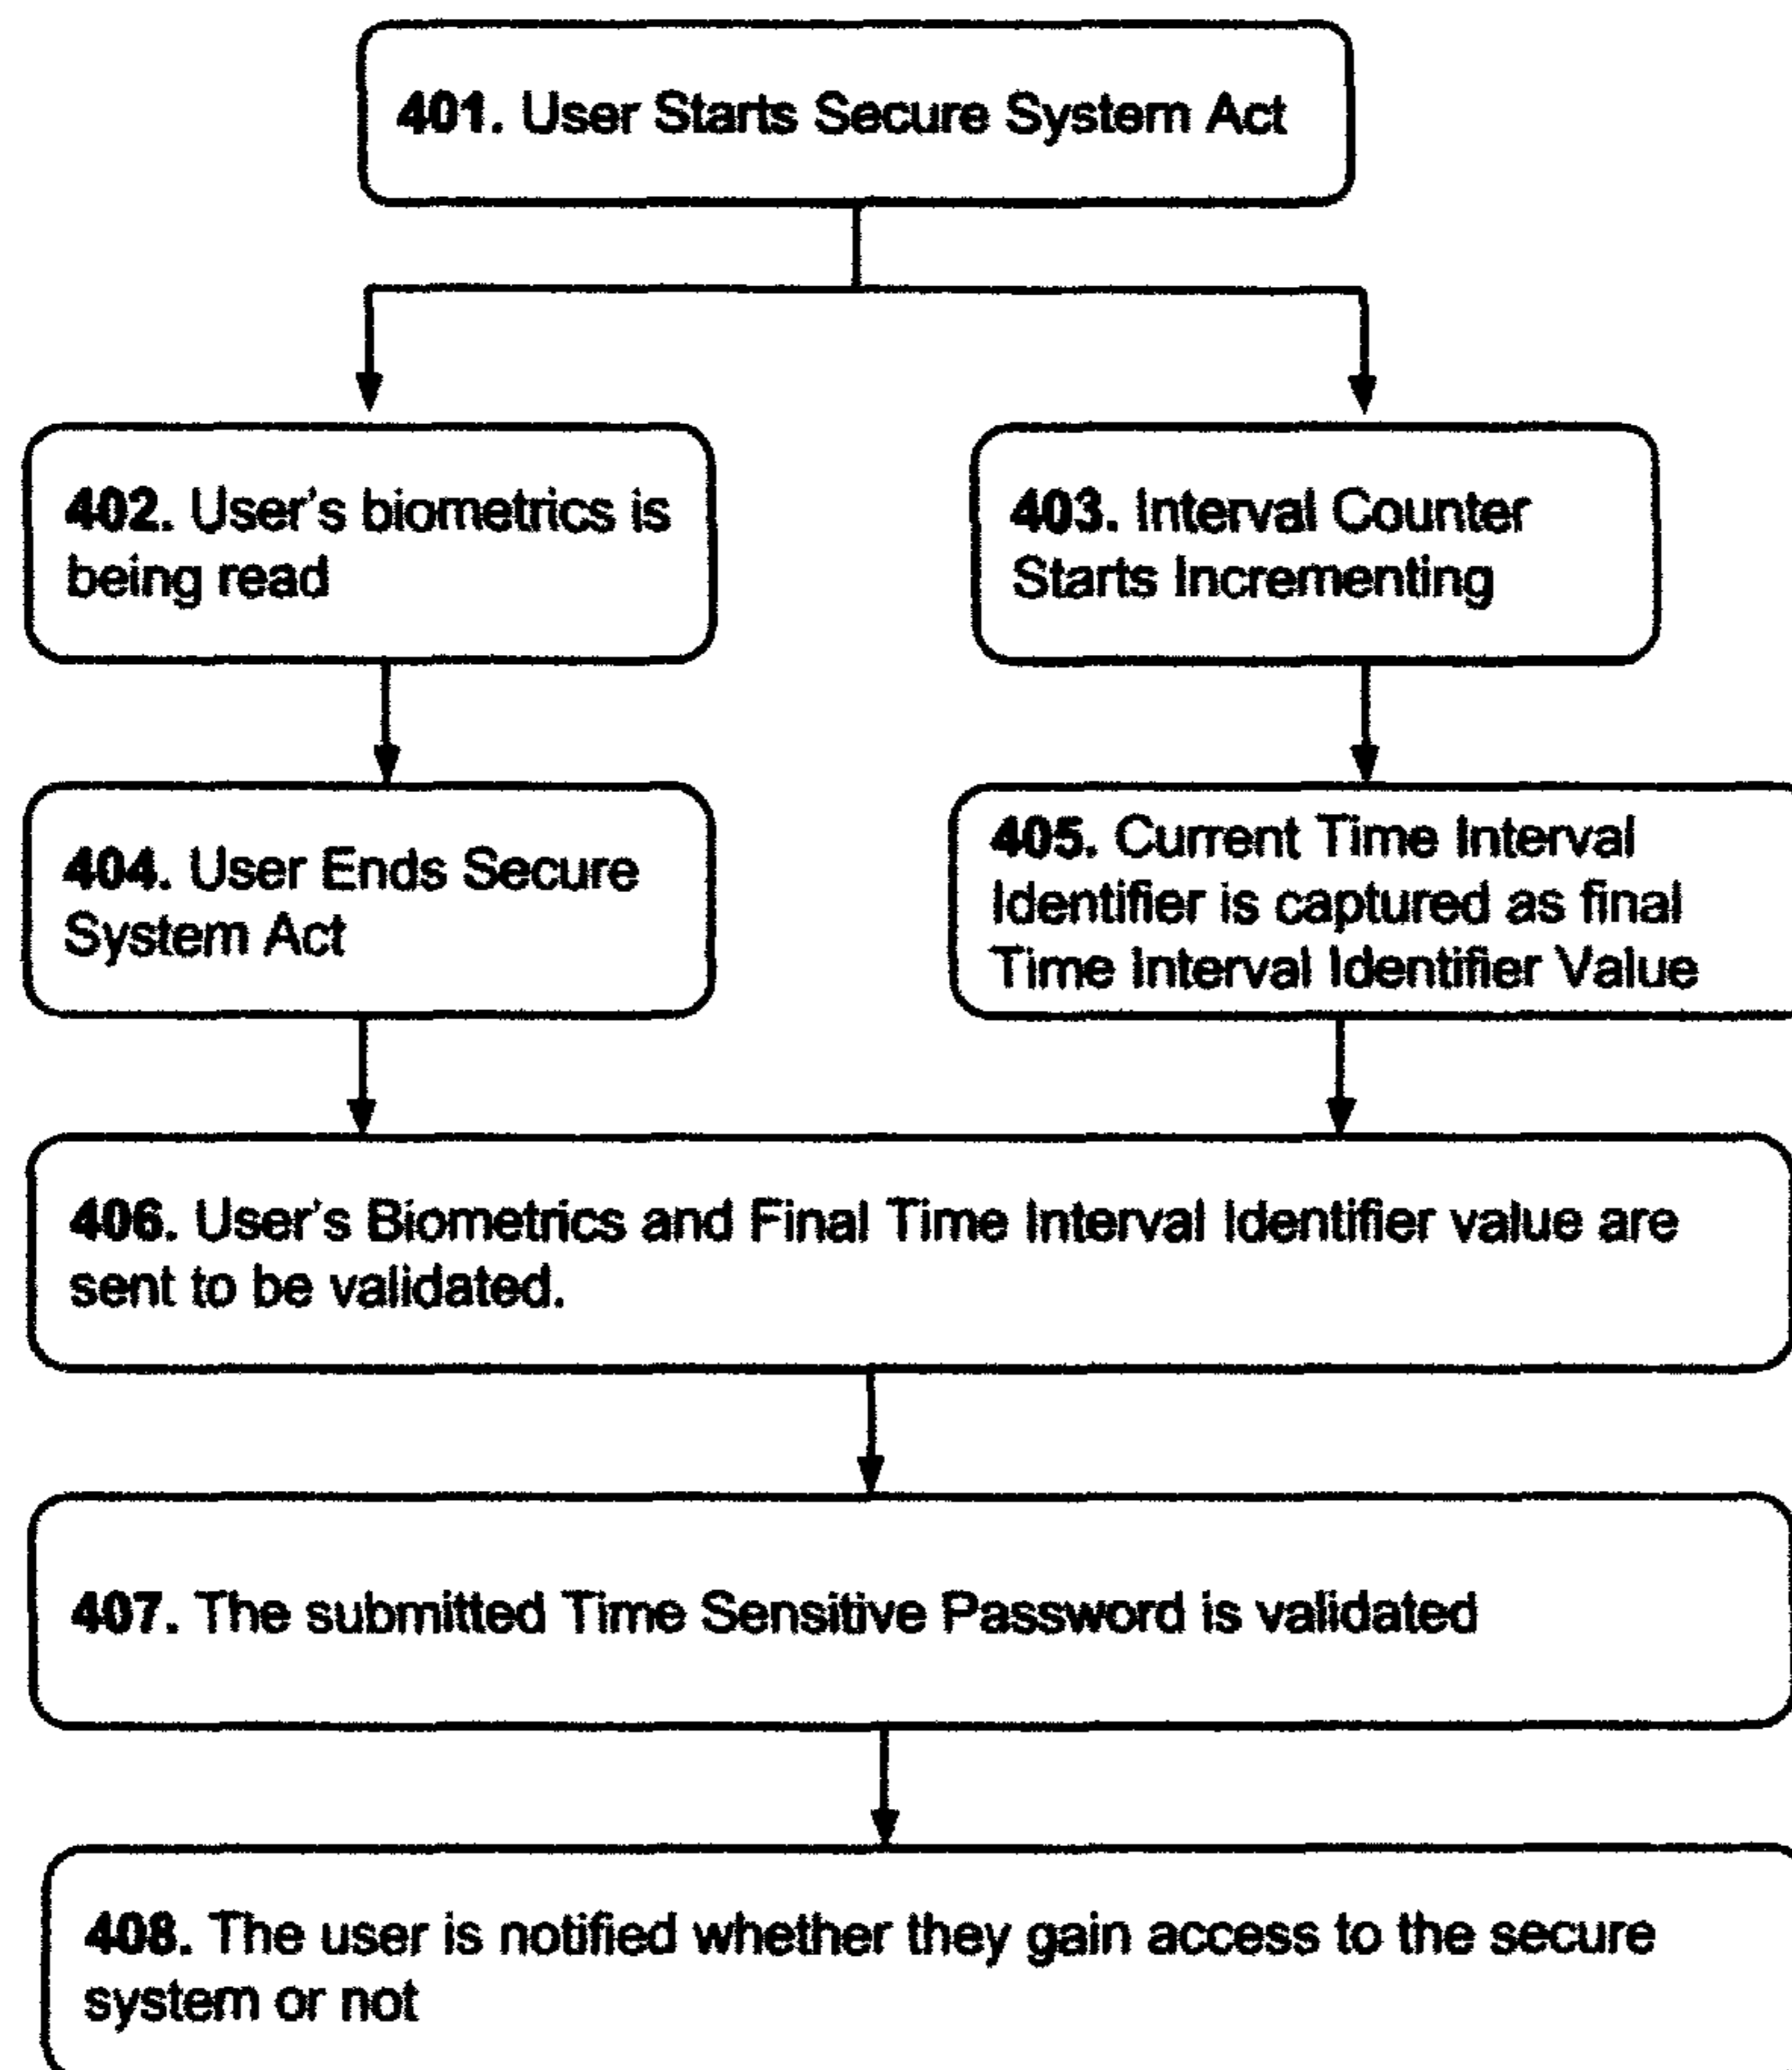 401. User Starts Secure System Act
402. User's biometrics is
being read
403. Interval Counter
Starts Incrementing
404. User Ends Secure
System Act
405. Current Time Interval
Identifier is captured as final
Time Interval Identifier Value
406. User's Biometrics and Final Time Interval Identifier value are
sent to be validated.
407. The submitted Time Sensitive Password is validated
408. The user is notified whether they gain access to the secure
system or not